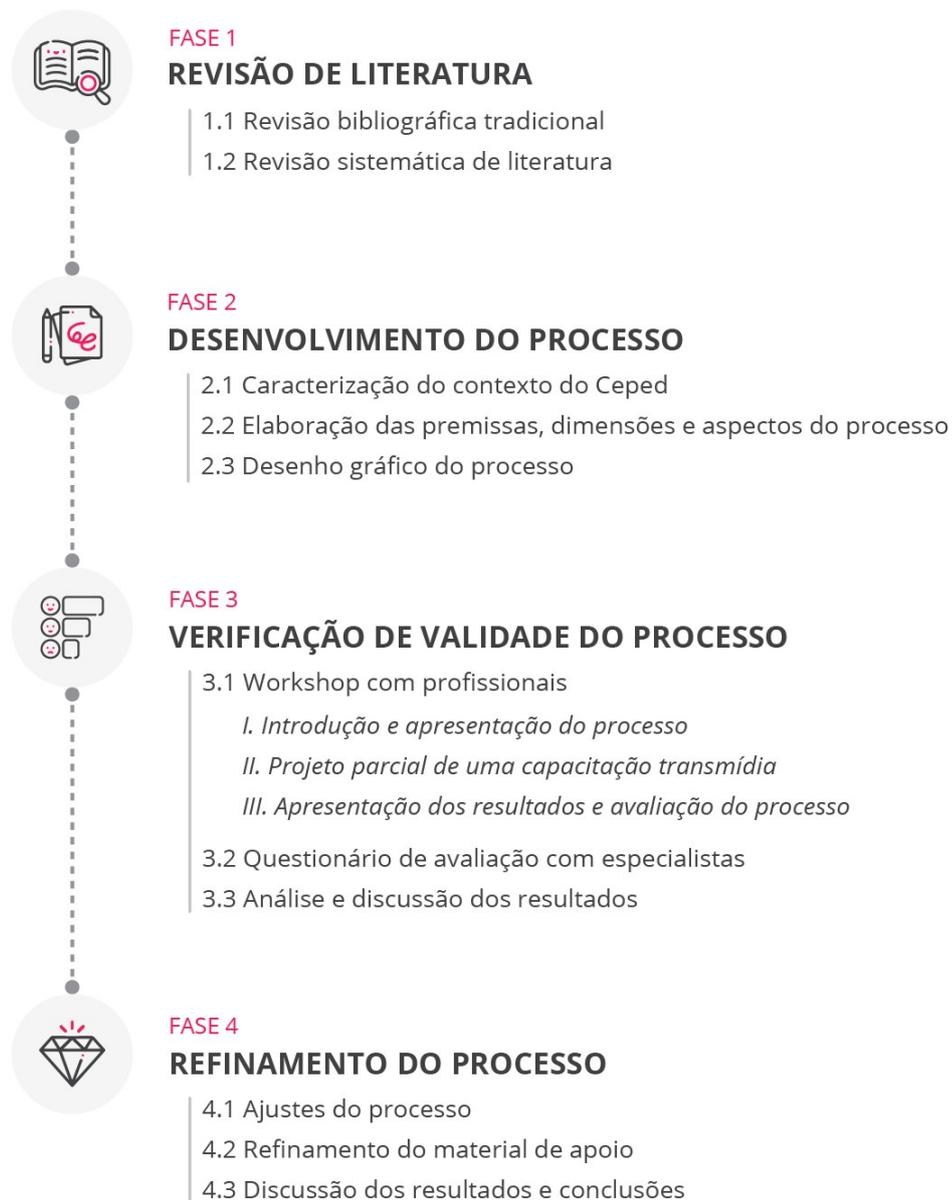 FASE 1
REVISÃO DE LITERATURA
1.1 Revisão bibliográfica tradicional
1.2 Revisão sistemática de literatura
FASE 2
DESENVOLVIMENTO DO PROCESSO
2.1 Caracterização do contexto do Ceped
2.2 Elaboração das premissas, dimensões e aspectos do processo
2.3 Desenho gráfico do processo
FASE 3
VERIFICAÇÃO DE VALIDADE DO PROCESSO
3.1 Workshop com profissionais
I. Introdução e apresentação do processo
II. Projeto parcial de uma capacitação transmídia
III. Apresentação dos resultados e avaliação do processo
3.2 Questionário de avaliação com especialistas
3.3 Análise e discussão dos resultados
FASE 4
REFINAMENTO DO PROCESSO
4.1 Ajustes do processo
4.2 Refinamento do material de apoio
4.3 Discussão dos resultados e conclusões